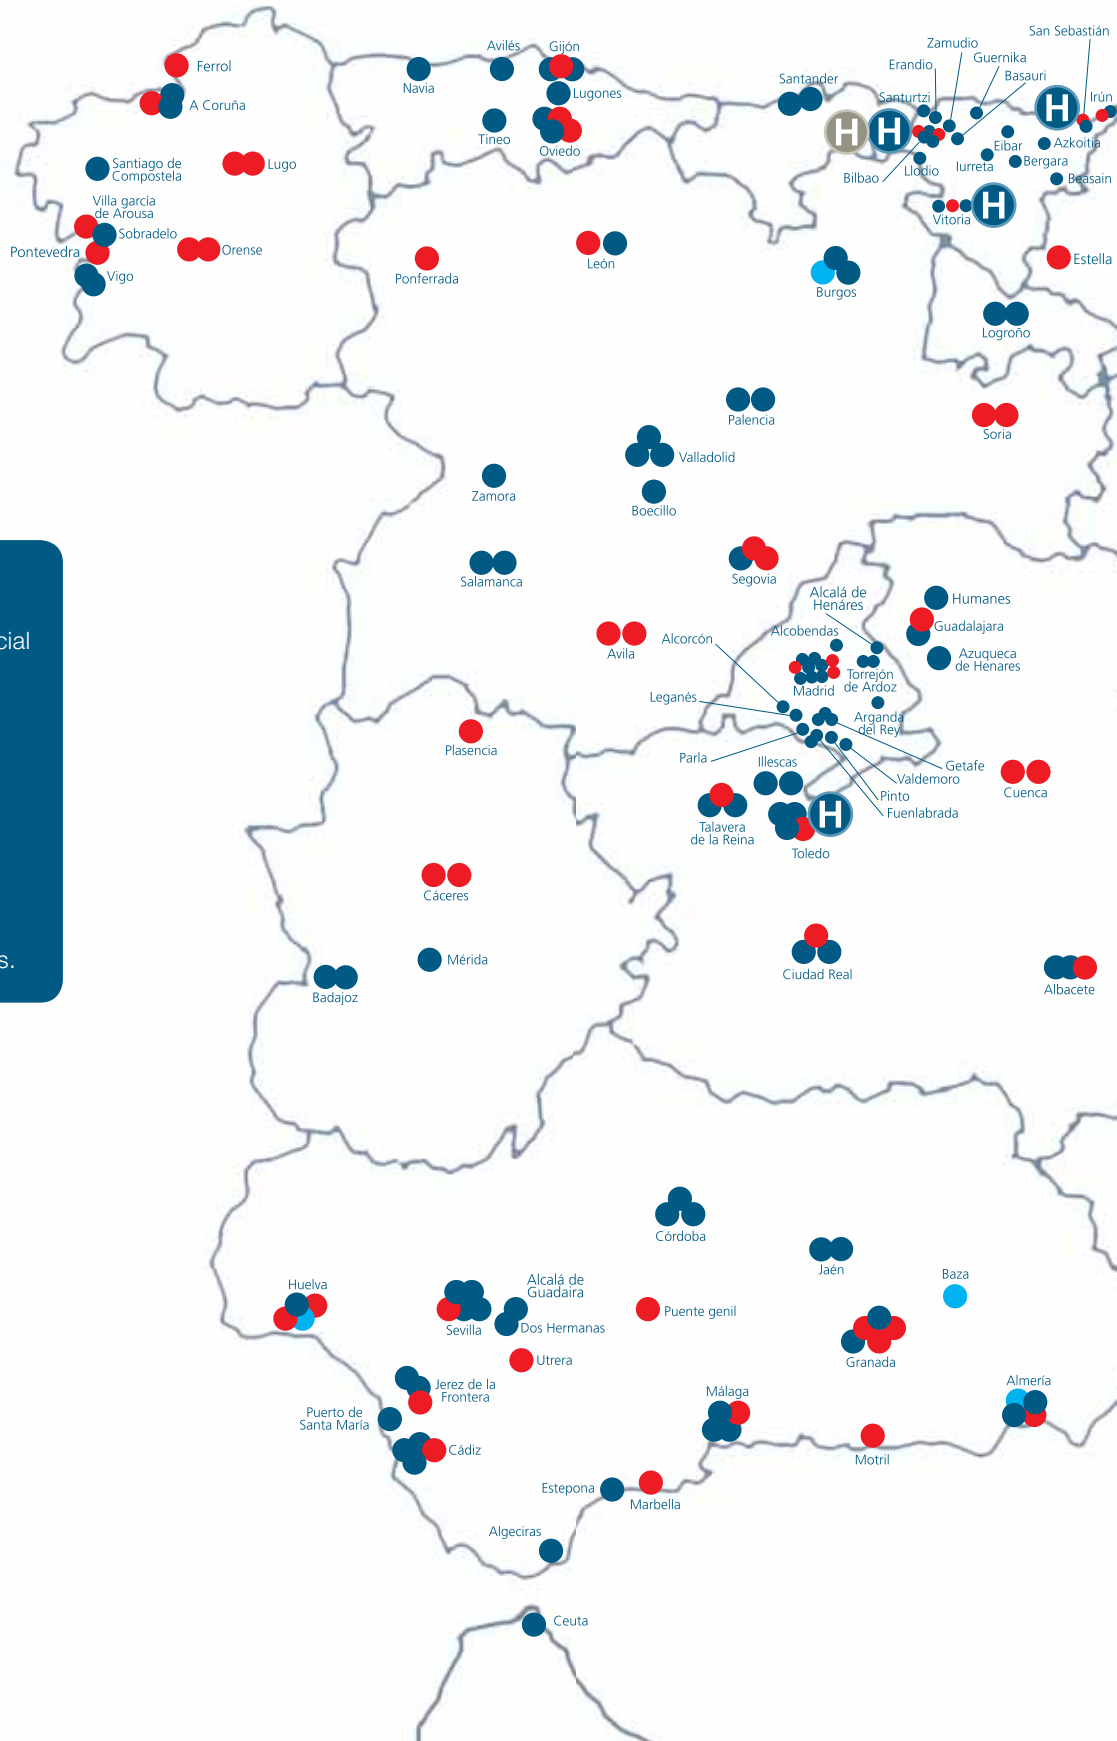 San Sebastián
Zamudio
Avilés
Gijón
Guernika
Erandio
Ferrol
Basauri
Santander
Navia
Lugones
Santurtzi
Irún
A Coruña
H
H
H
Tineo
Oviedo
Eibar
Azkoitia
Santiago de
Compostela
Lugo
Bilbao
Llodio
Iurreta
Bergara
Beasain
Villa garcía
de Arousa
H
Sobradelo
Vitoria
Pontevedra
Orense
Estella
Vigo
Ponferrada
León
Burgos
Logroño
Palencia
Soria
Valladolid
Zamora
Boecillo
Salamanca
Segovia
Alcalá de
Henáres
Humanes
cial
Alcorcón
Alcobendas
Guadalajara
Avila
Azuqueca
de Henares
Torrejón
de Ardoz
Madrid
Leganés
Arganda
del Rey
Plasencia
Parla
Illescas
Getafe
Valdemoro
Cuenca
Pinto
Fuenlabrada
H
Talavera
de la Reina
Toledo
Cáceres
s.
Mérida
Ciudad Real
Badajoz
Albacete
Córdoba
Jaén
Baza
Huelva
Alcalá de
Guadaira
Puente genil
Sevilla
Dos Hermanas
Utrera
Granada
Jerez de la
Frontera
Málaga
Almería
Puerto de
Santa María
Cádiz
Motril
Estepona
Marbella
Algeciras
Ceuta